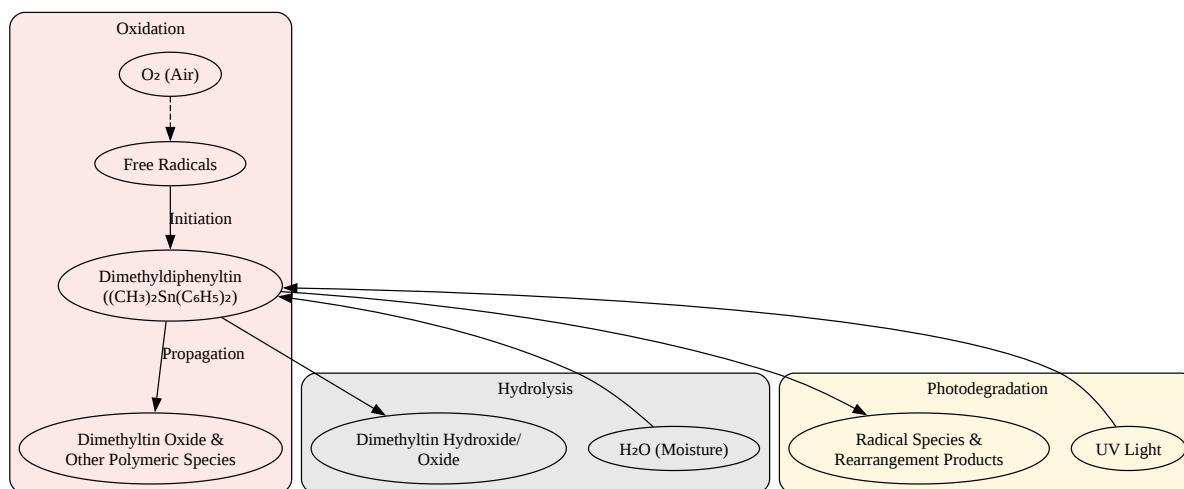 Oxidation
O₂ (Air)
Free Radicals
Initiation
Dimethyldiphenyltin
((CH₃)₂Sn(C₆H₅)₂)
Propagation
Dimethyltin Oxide &
Other Polymeric Species
Hydrolysis
Dimethyltin Hydroxide/
Oxide
H₂O (Moisture)
Photodegradation
Radical Species &
Rearrangement Products
UV Light